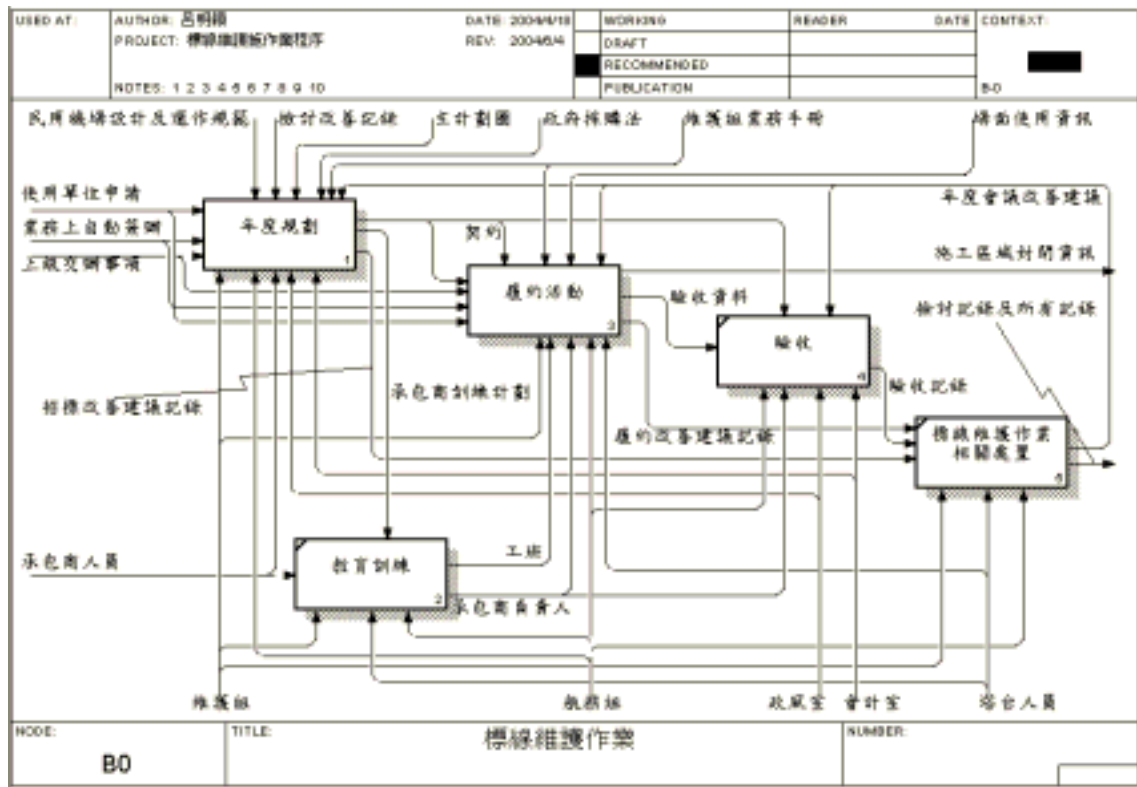 USED AT:
AUTHOR: 呂明穎
DATE: 2004/4/18
WORKING
READER
DATE
CONTEXT:
PROJECT: 標線維護施作業程序
REV: 2004/6/4
DRAFT
RECOMMENDED
NOTES: 1 2 3 4 5 6 7 8 9 10
PUBLICATION
B-0
民用機場設計及運作規範
檢討改善記錄
主計劃圖
政府採購法
維護組業務手冊
場面使用資訊
使用單位申請
年度會議改善建議
業務上自動簽辦
年度規劃
1
契約
施工區域封閉資訊
上級交辦事項
履約活動
3
驗收資料
檢討記錄及所有記錄
驗收
4
承包商訓練計劃
驗收記錄
招標改善建議記錄
履約改善建議記錄
標線維護作業
相關處置
5
承包商人員
教育訓練
2
工班
承包商負責人
維護組
航務組
政風室
會計室
塔台人員
NODE:
B0
TITLE:
標線維護作業
NUMBER: